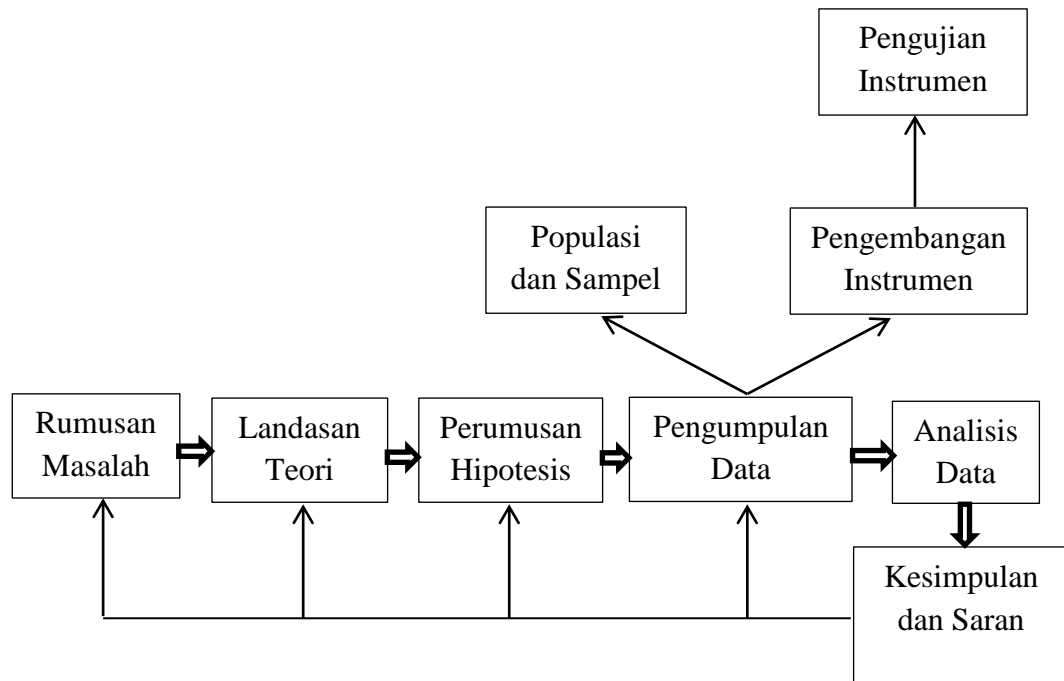 Pengujian
Instrumen
Populasi
dan Sampel
Pengembangan
Instrumen
Rumusan
Masalah
Landasan
Teori
Perumusan
Hipotesis
Pengumpulan
Data
Analisis
Data
Kesimpulan
dan Saran